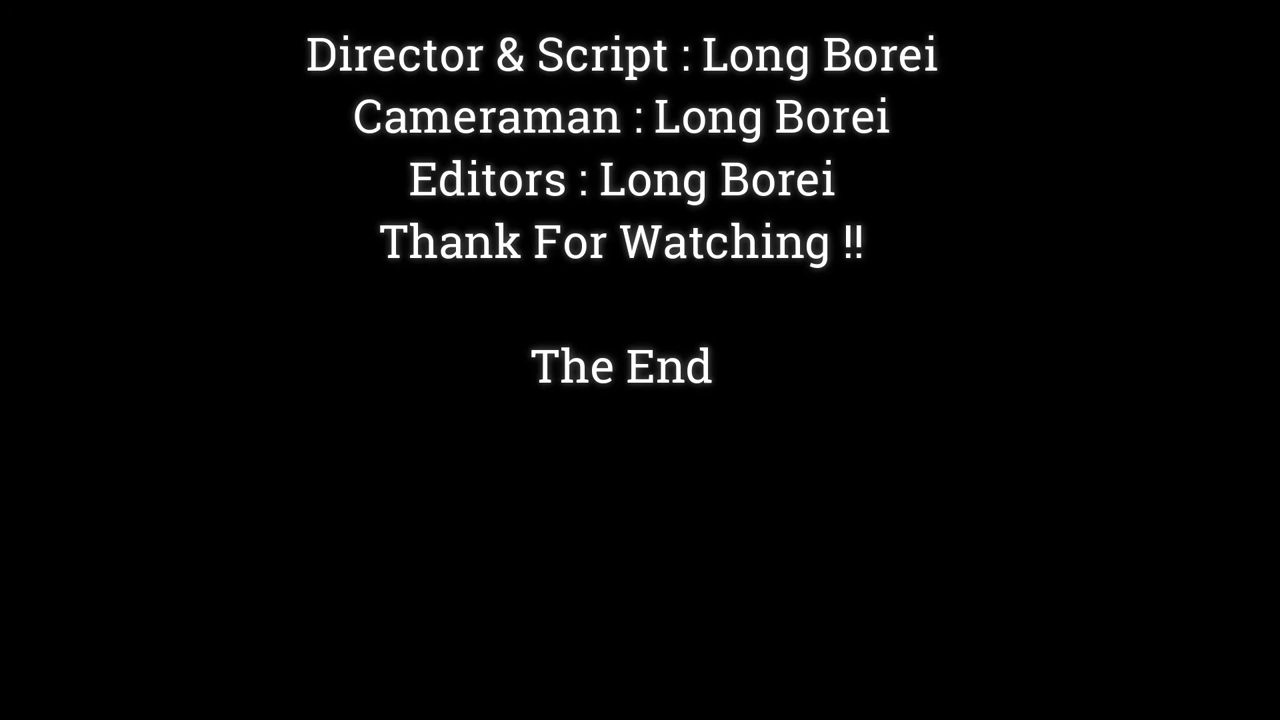 Director & Script : Long Borei
Cameraman : Long Borei
Editors : Long Borei
Thank For Watching !!
The End